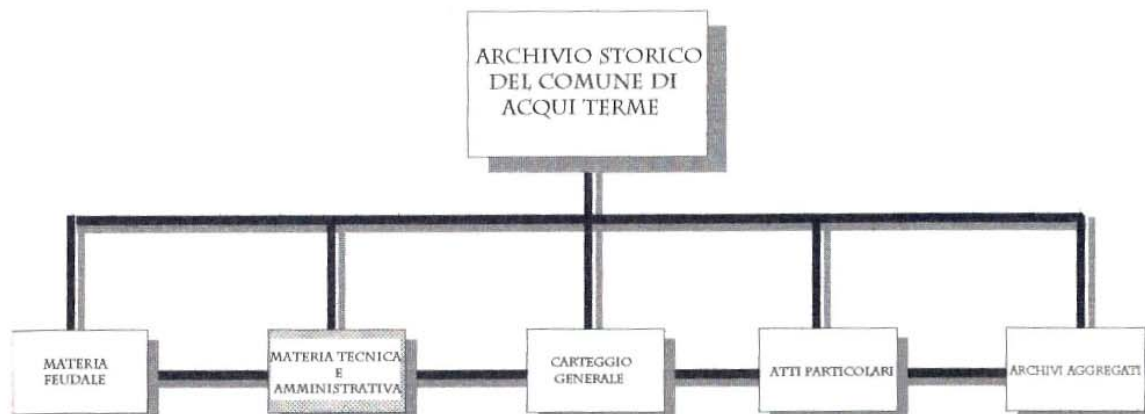 ARCHIVIO STORICO
DEL COMUNE DI
ACQUI TERME
MATERIA
FEUDALE
MATERIA TECNICA
E
AMMINISTRATIVA
CARTEGGIO
GENERALE
ATTI PARTICOLARI
ARCHIVI AGGREGATI